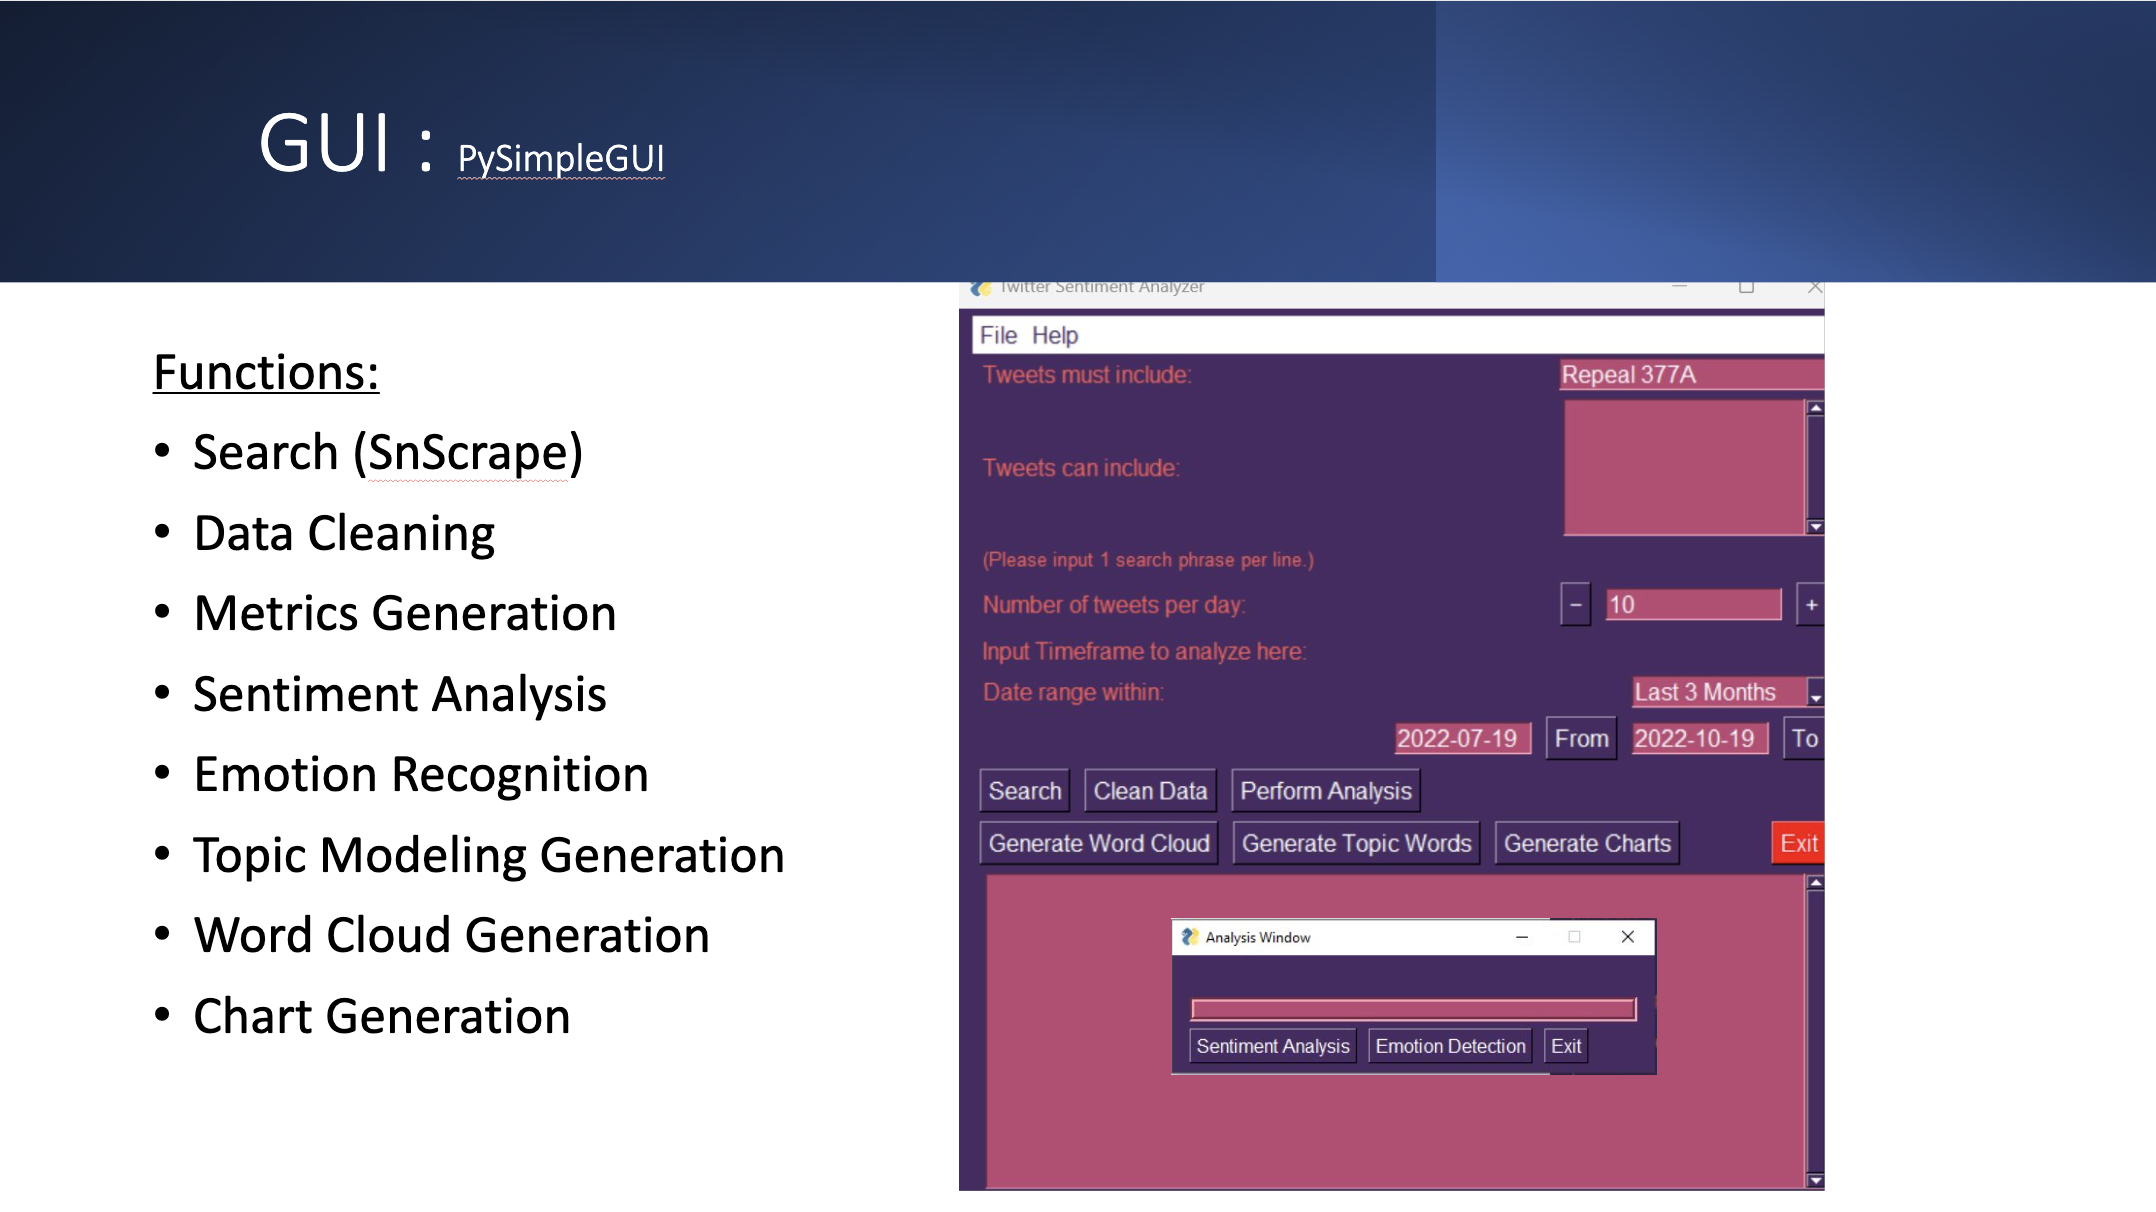 GUI : PySimpleGUI
Functions:
• Search (SnScrape)
• Data Cleaning
• Metrics Generation
• Sentiment Analysis
• Emotion Recognition
• Topic Modeling Generation
• Word Cloud Generation
• Chart Generation
Twitter Sentiment Analyzer
File Help
Tweets must include: Repeal 377A
Tweets can include:
(Please input 1 search phrase per line.)
Number of tweets per day: − 10 +
Input Timeframe to analyze here:
Date range within: Last 3 Months
2022-07-19 From 2022-10-19 To
Search Clean Data Perform Analysis
Generate Word Cloud Generate Topic Words Generate Charts Exit
Analysis Window
Sentiment Analysis Emotion Detection Exit